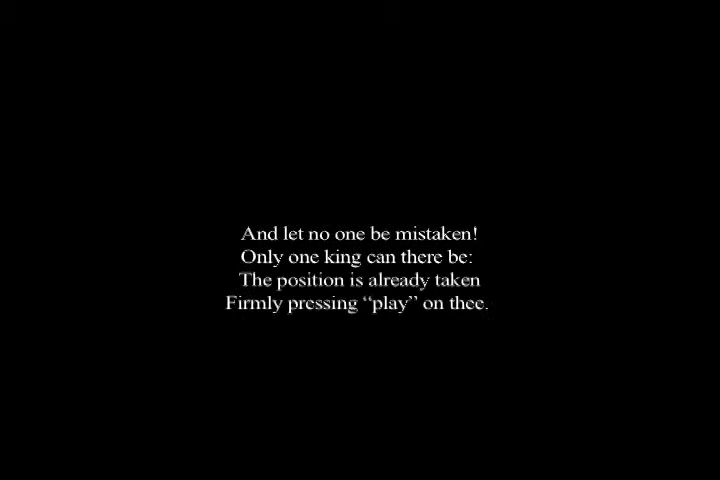 And let no one be mistaken!
Only one king can there be:
The position is already taken
Firmly pressing “play” on thee.